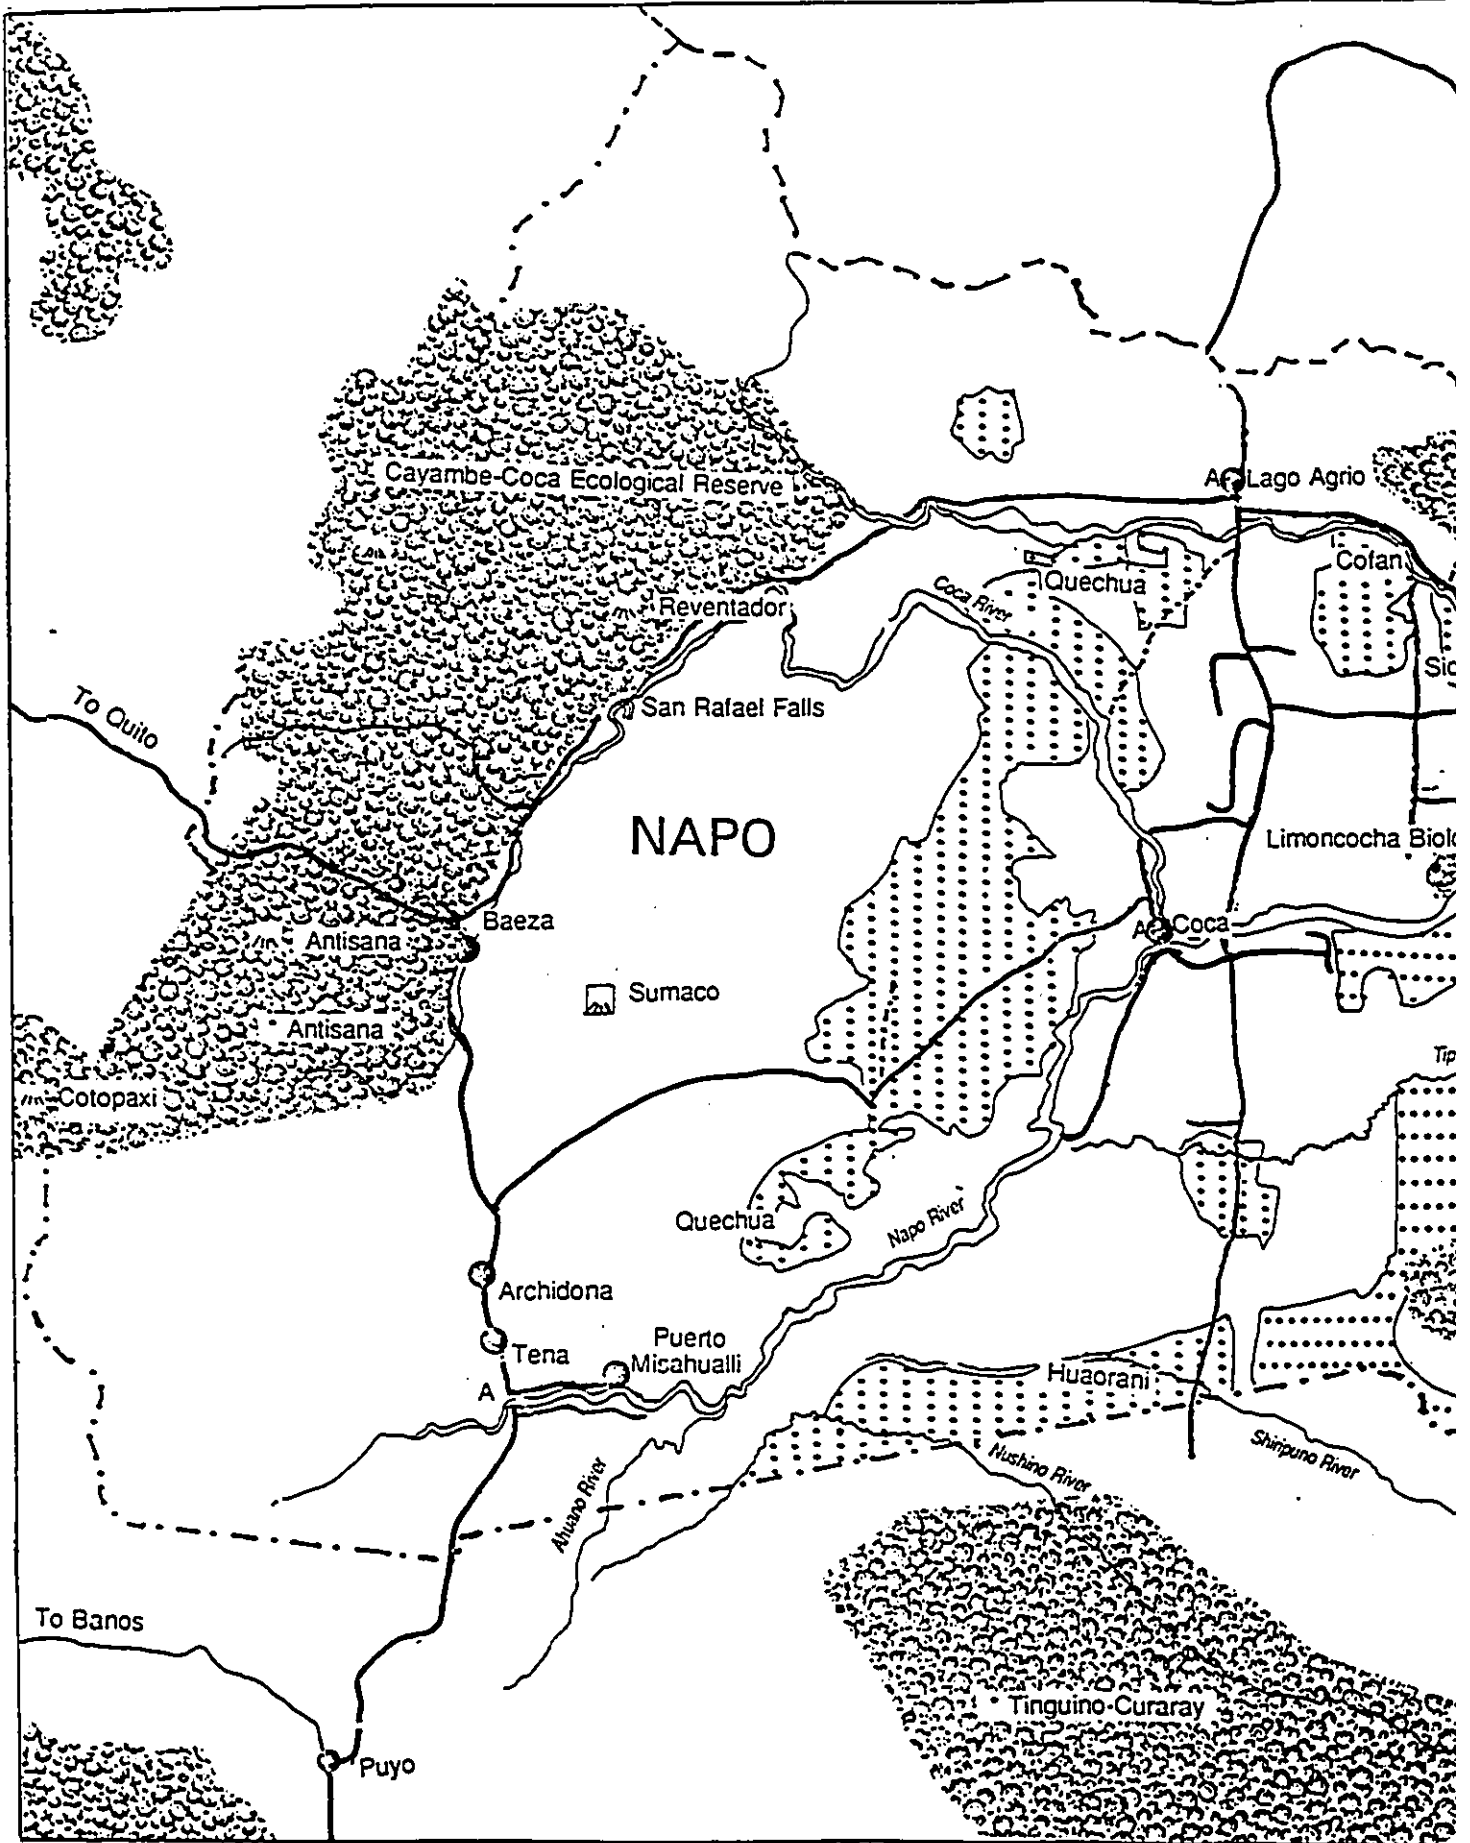 A Lago Agrio
Cayambe-Coca Ecological Reserve
Cofan
Quechua
Coca River
Reventador
San Rafael Falls
To Quito
NAPO
Limoncocha
Baeza
A Coca
Antisana
Sumaco
Antisana
Cotopaxi
Quechua
Napo River
Archidona
Puerto
Misahualli
Tena
A
Huaorani
Shiripuno River
Nushino River
Ahuano River
To Banos
Tinguino-Curaray
Puyo